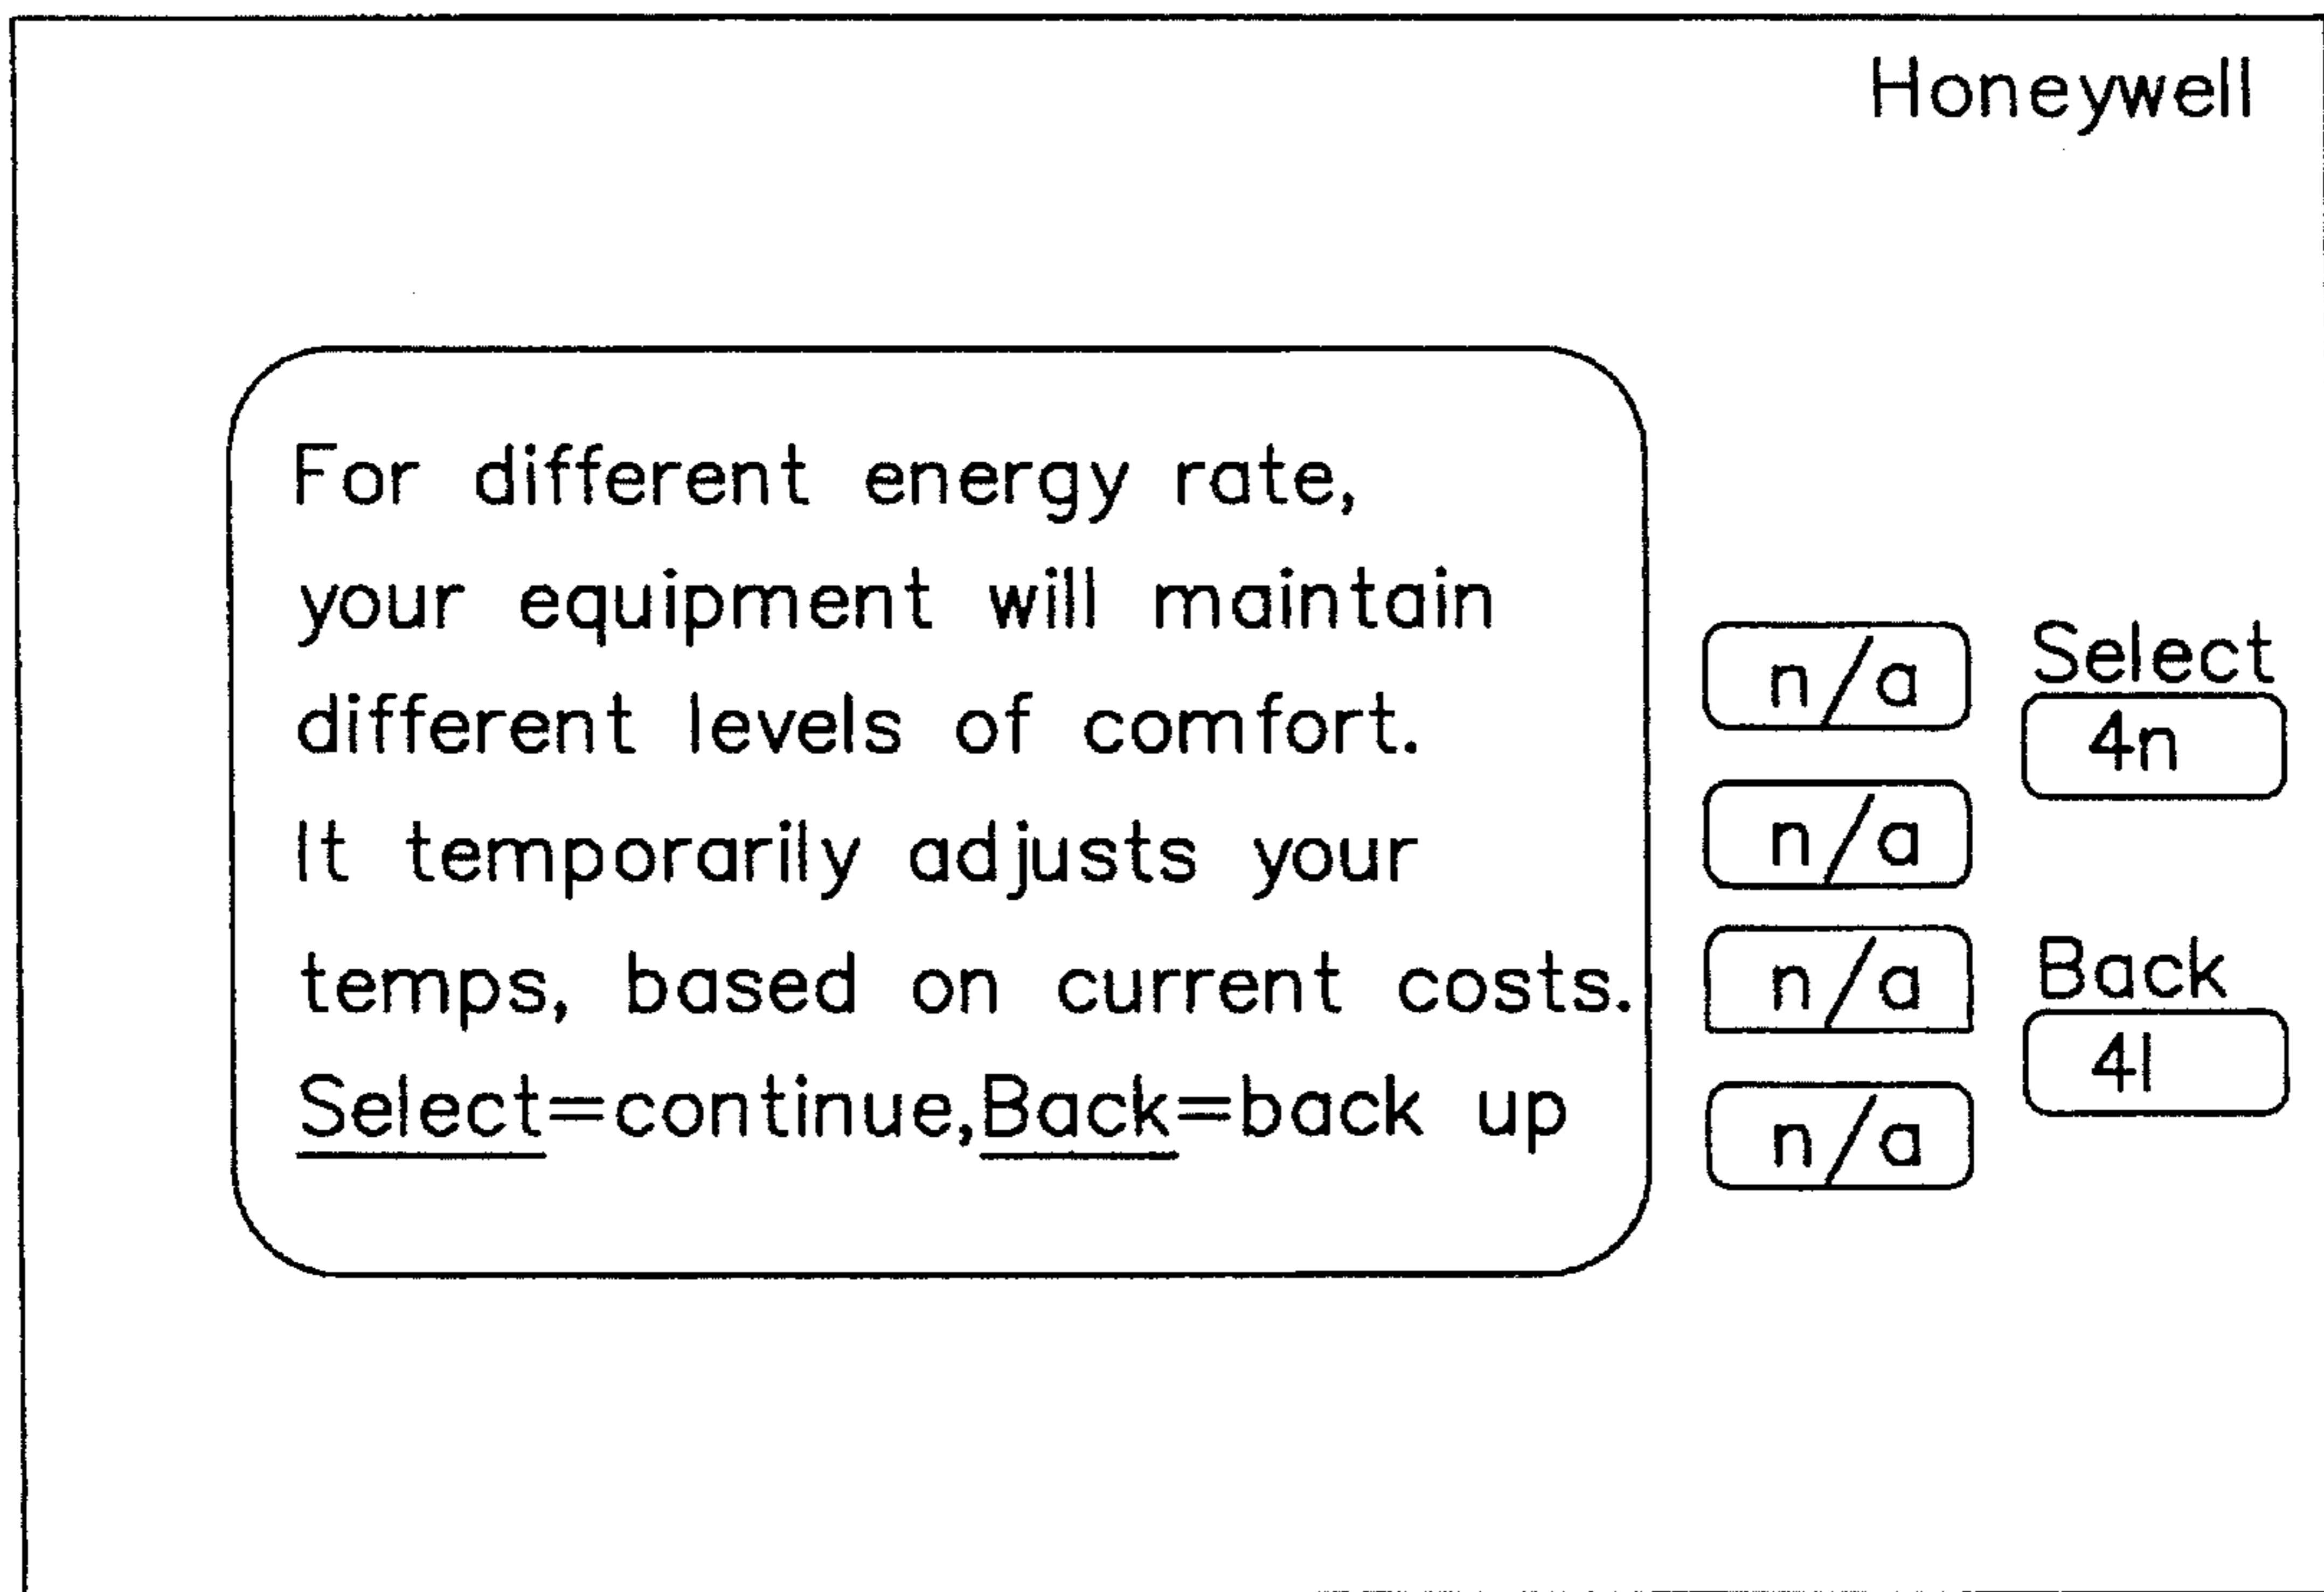 Honeywell
For different energy rate,
your equipment will maintain
different levels of comfort.
It temporarily adjusts your
temps, based on current costs.
Select=continue,Back=back up
n/a
n/a
n/a
n/a
Select
4n
Back
4l